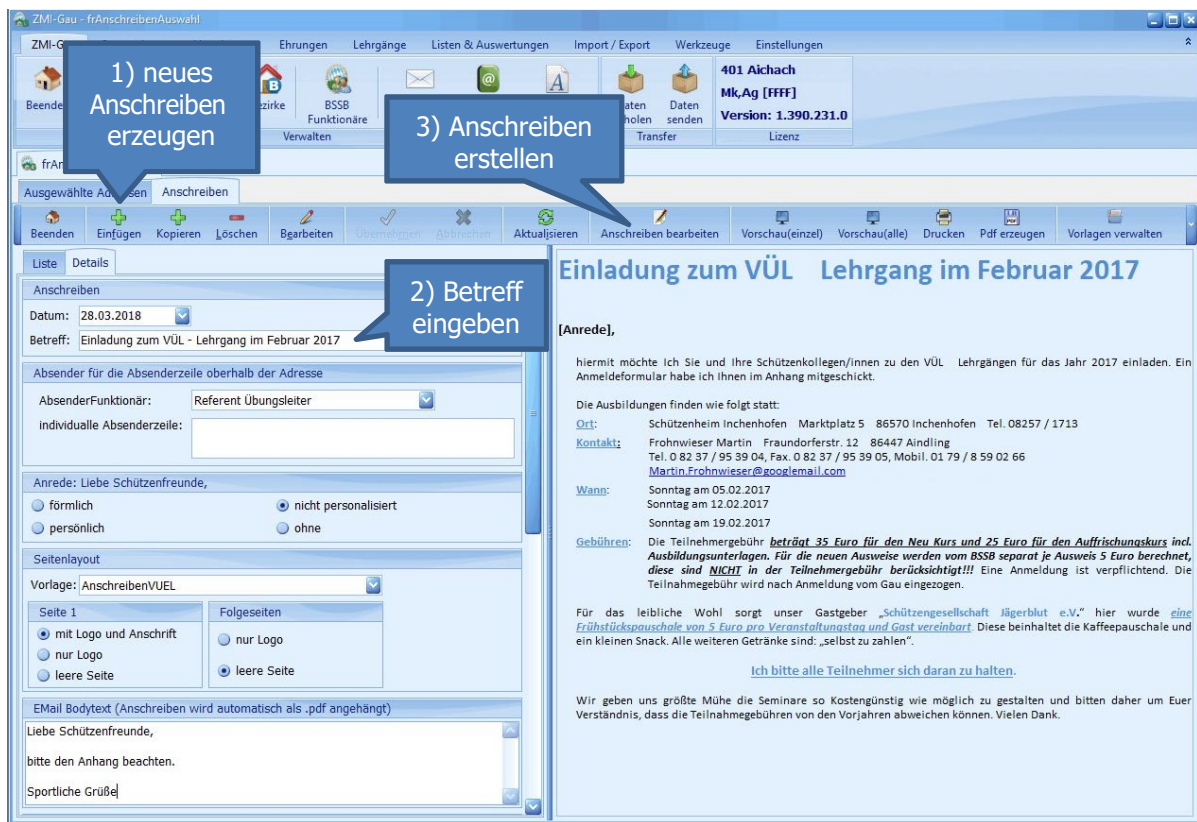 ZMI-Gau - frAnschreibenAuswahl
Ehrungen Lehrgänge Listen & Auswertungen Import / Export Werkzeuge Einstellungen
1) neues
Anschreiben
erzeugen
BSSB
Funktionäre
Verwalten
Daten
senden
Transfer
401 Aichach
Mk,Ag [FFFF]
Version: 1.390.231.0
Lizenz
3) Anschreiben
erstellen
Anschreiben
Beenden Einfügen Kopieren Löschen Bearbeiten Übernehmen Abbrechen Aktualisieren Anschreiben bearbeiten Vorschau(einzel) Vorschau(alle) Drucken Pdf erzeugen Vorlagen verwalten
Liste Details
Anschreiben
Datum: 28.03.2018
Betreff: Einladung zum VÜL - Lehrgang im Februar 2017
2) Betreff
eingeben
Absender für die Absenderzeile oberhalb der Adresse
AbsenderFunktionär: Referent Übungsleiter
individualle Absenderzeile:
Anrede: Liebe Schützenfreunde,
förmlich nicht personalisiert
persönlich ohne
Seitenlayout
Vorlage: AnschreibenVUEL
Seite 1 Folgeseiten
mit Logo und Anschrift
nur Logo nur Logo
leere Seite leere Seite
EMail Bodytext (Anschreiben wird automatisch als .pdf angehängt)
Liebe Schützenfreunde,
bitte den Anhang beachten.
Sportliche Grüße
Einladung zum VÜL Lehrgang im Februar 2017
[Anrede],
hiermit möchte Ich Sie und Ihre Schützenkollegen/innen zu den VÜL Lehrgängen für das Jahr 2017 einladen. Ein
Anmeldeformular habe ich Ihnen im Anhang mitgeschickt.
Die Ausbildungen finden wie folgt statt:
Ort: Schützenheim Inchenhofen Marktplatz 5 86570 Inchenhofen Tel. 08257 / 1713
Kontakt: Frohnwieser Martin Fraundorferstr. 12 86447 Aindling
Tel. 0 82 37 / 95 39 04, Fax. 0 82 37 / 95 39 05, Mobil. 01 79 / 8 59 02 66
Martin.Frohnwieser@googlemail.com
Wann: Sonntag am 05.02.2017
Sonntag am 12.02.2017
Sonntag am 19.02.2017
Gebühren: Die Teilnehmergebühr beträgt 35 Euro für den Neu Kurs und 25 Euro für den Auffrischungskurs incl.
Ausbildungsunterlagen. Für die neuen Ausweise werden vom BSSB separat je Ausweis 5 Euro berechnet,
diese sind NICHT in der Teilnehmergebühr berücksichtigt!!! Eine Anmeldung ist verpflichtend. Die
Teilnahmegebühr wird nach Anmeldung vom Gau eingezogen.
Für das leibliche Wohl sorgt unser Gastgeber „Schützengesellschaft Jägerblut e.V.“ hier wurde eine
Frühstückspauschale von 5 Euro pro Veranstaltungstag und Gast vereinbart. Diese beinhaltet die Kaffeepauschale und
ein kleinen Snack. Alle weiteren Getränke sind: „selbst zu zahlen“.
Ich bitte alle Teilnehmer sich daran zu halten.
Wir geben uns größte Mühe die Seminare so Kostengünstig wie möglich zu gestalten und bitten daher um Euer
Verständnis, dass die Teilnahmegebühren von den Vorjahren abweichen können. Vielen Dank.